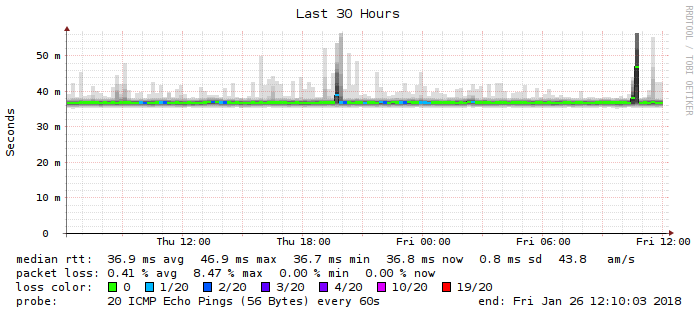 Last 30 Hours
RRDTOOL / TOBI OETIKER
Seconds
50 m
40 m
30 m
20 m
10 m
0
Thu 12:00 Thu 18:00 Fri 00:00 Fri 06:00 Fri 12:00
median rtt: 36.9 ms avg 46.9 ms max 36.7 ms min 36.8 ms now 0.8 ms sd 43.8 am/s
packet loss: 0.41 % avg 8.47 % max 0.00 % min 0.00 % now
loss color: 0 1/20 2/20 3/20 4/20 10/20 19/20
probe: 20 ICMP Echo Pings (56 Bytes) every 60s end: Fri Jan 26 12:10:03 2018